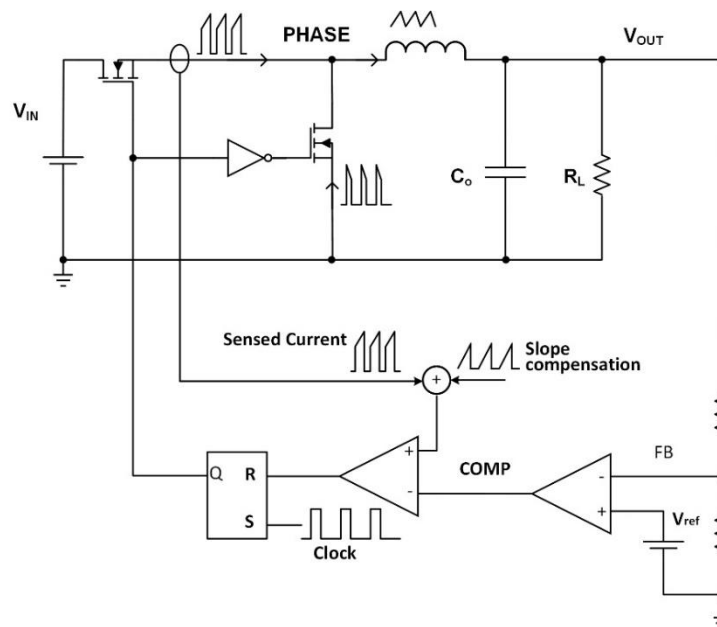 PHASE
VOUT
VIN
Co
RL
Sensed Current
Slope
compensation
+
Q
R
S
+
-
COMP
-
+
FB
Vref
Clock